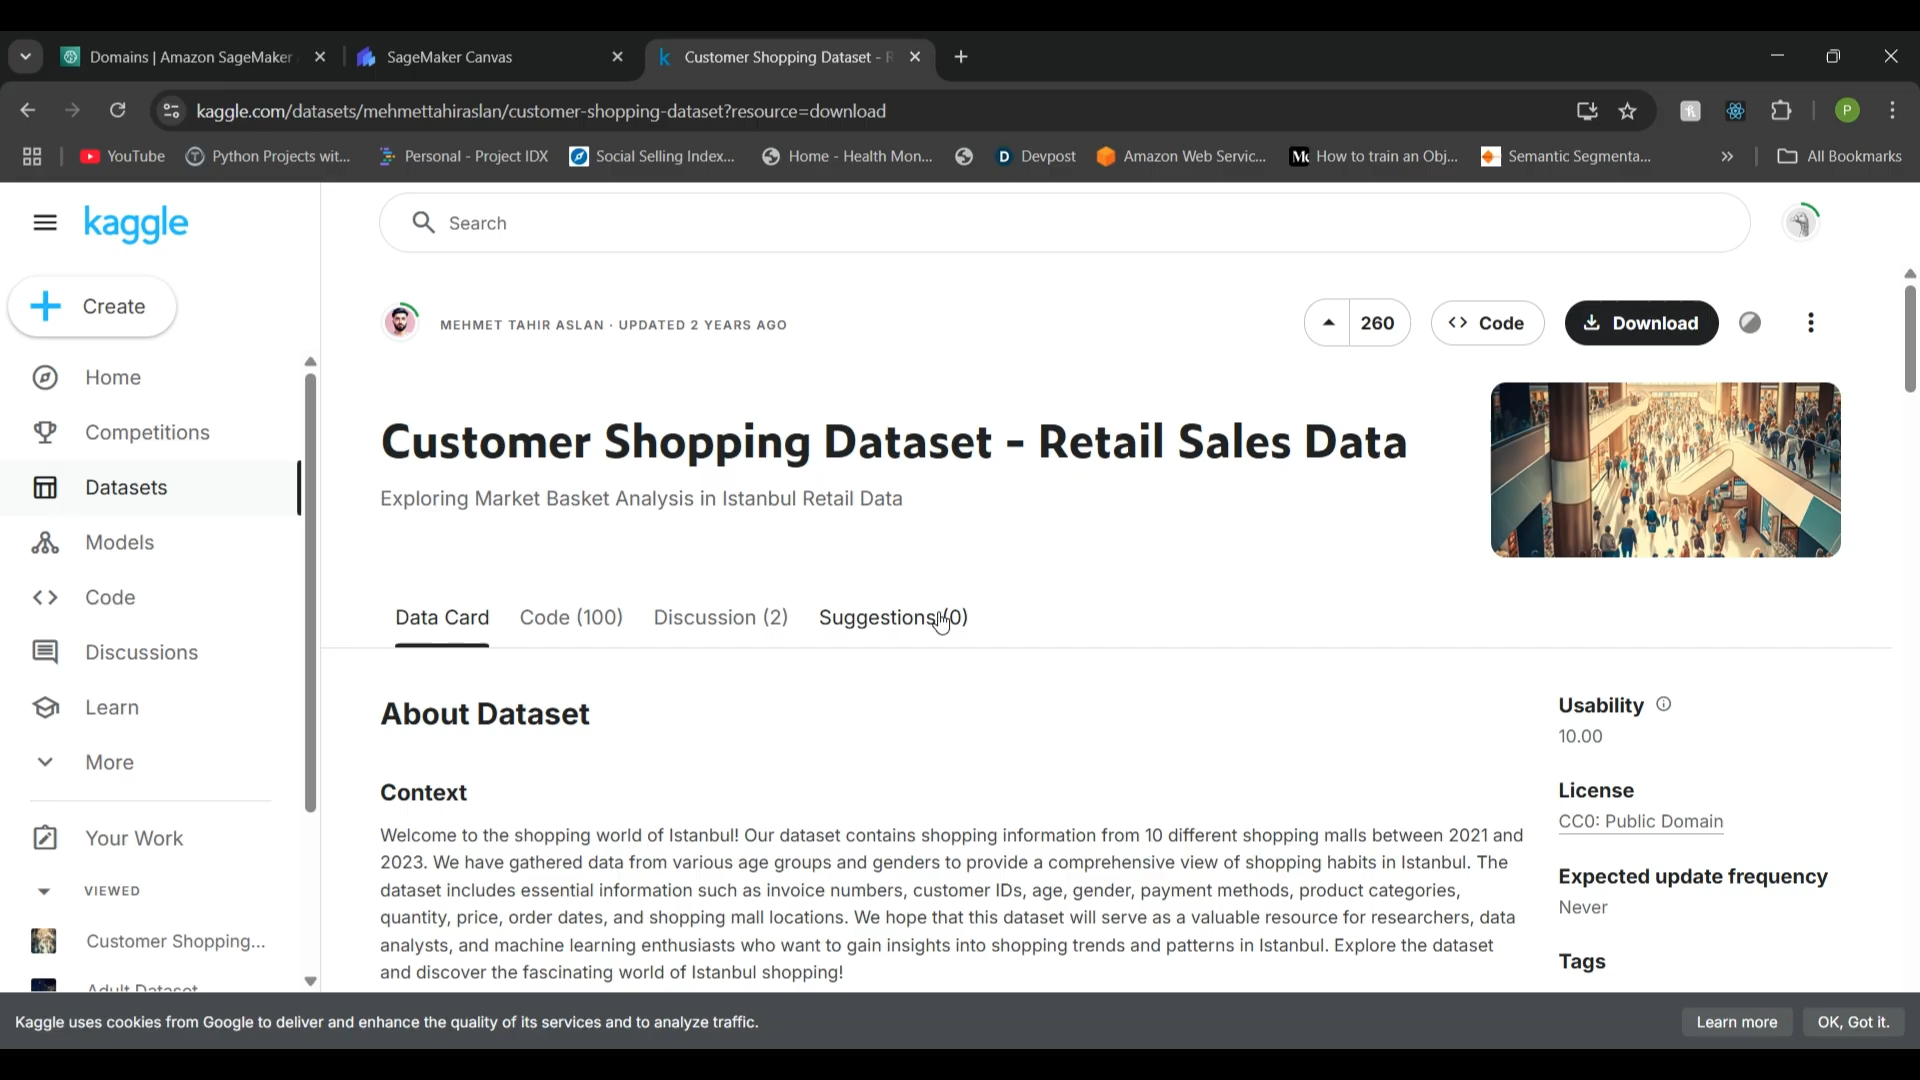 Domains | Amazon SageMaker
SageMaker Canvas
Customer Shopping Dataset - R
kaggle.com/datasets/mehmettahiraslan/customer-shopping-dataset?resource=download
P
YouTube
Python Projects wit...
Personal - Project IDX
Social Selling Index...
Home - Health Mon...
Devpost
Amazon Web Servic...
How to train an Obj...
Semantic Segmenta...
All Bookmarks
kaggle
Search
Create
Home
Competitions
Datasets
Models
Code
Discussions
Learn
More
Your Work
VIEWED
Customer Shopping...
Adult Dataset
MEHMET TAHIR ASLAN · UPDATED 2 YEARS AGO
260
Code
Download
Customer Shopping Dataset - Retail Sales Data
Exploring Market Basket Analysis in Istanbul Retail Data
Data Card
Code (100)
Discussion (2)
Suggestions (0)
About Dataset
Context
Welcome to the shopping world of Istanbul! Our dataset contains shopping information from 10 different shopping malls between 2021 and
2023. We have gathered data from various age groups and genders to provide a comprehensive view of shopping habits in Istanbul. The
dataset includes essential information such as invoice numbers, customer IDs, age, gender, payment methods, product categories,
quantity, price, order dates, and shopping mall locations. We hope that this dataset will serve as a valuable resource for researchers, data
analysts, and machine learning enthusiasts who want to gain insights into shopping trends and patterns in Istanbul. Explore the dataset
and discover the fascinating world of Istanbul shopping!
Usability
10.00
License
CC0: Public Domain
Expected update frequency
Never
Tags
Kaggle uses cookies from Google to deliver and enhance the quality of its services and to analyze traffic.
Learn more
OK, Got it.